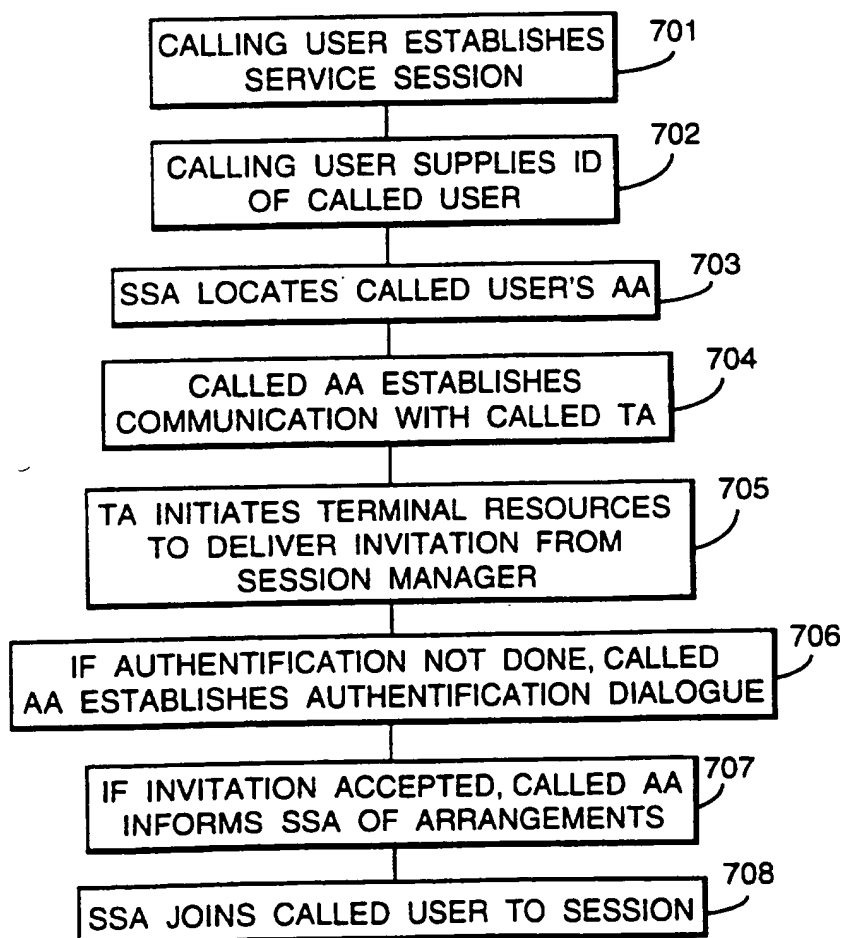 CALLING USER ESTABLISHES
SERVICE SESSION
701
CALLING USER SUPPLIES ID
OF CALLED USER
702
SSA LOCATES CALLED USER'S AA
703
CALLED AA ESTABLISHES
COMMUNICATION WITH CALLED TA
704
TA INITIATES TERMINAL RESOURCES
TO DELIVER INVITATION FROM
SESSION MANAGER
705
IF AUTHENTIFICATION NOT DONE, CALLED
AA ESTABLISHES AUTHENTIFICATION DIALOGUE
706
IF INVITATION ACCEPTED, CALLED AA
INFORMS SSA OF ARRANGEMENTS
707
SSA JOINS CALLED USER TO SESSION
708